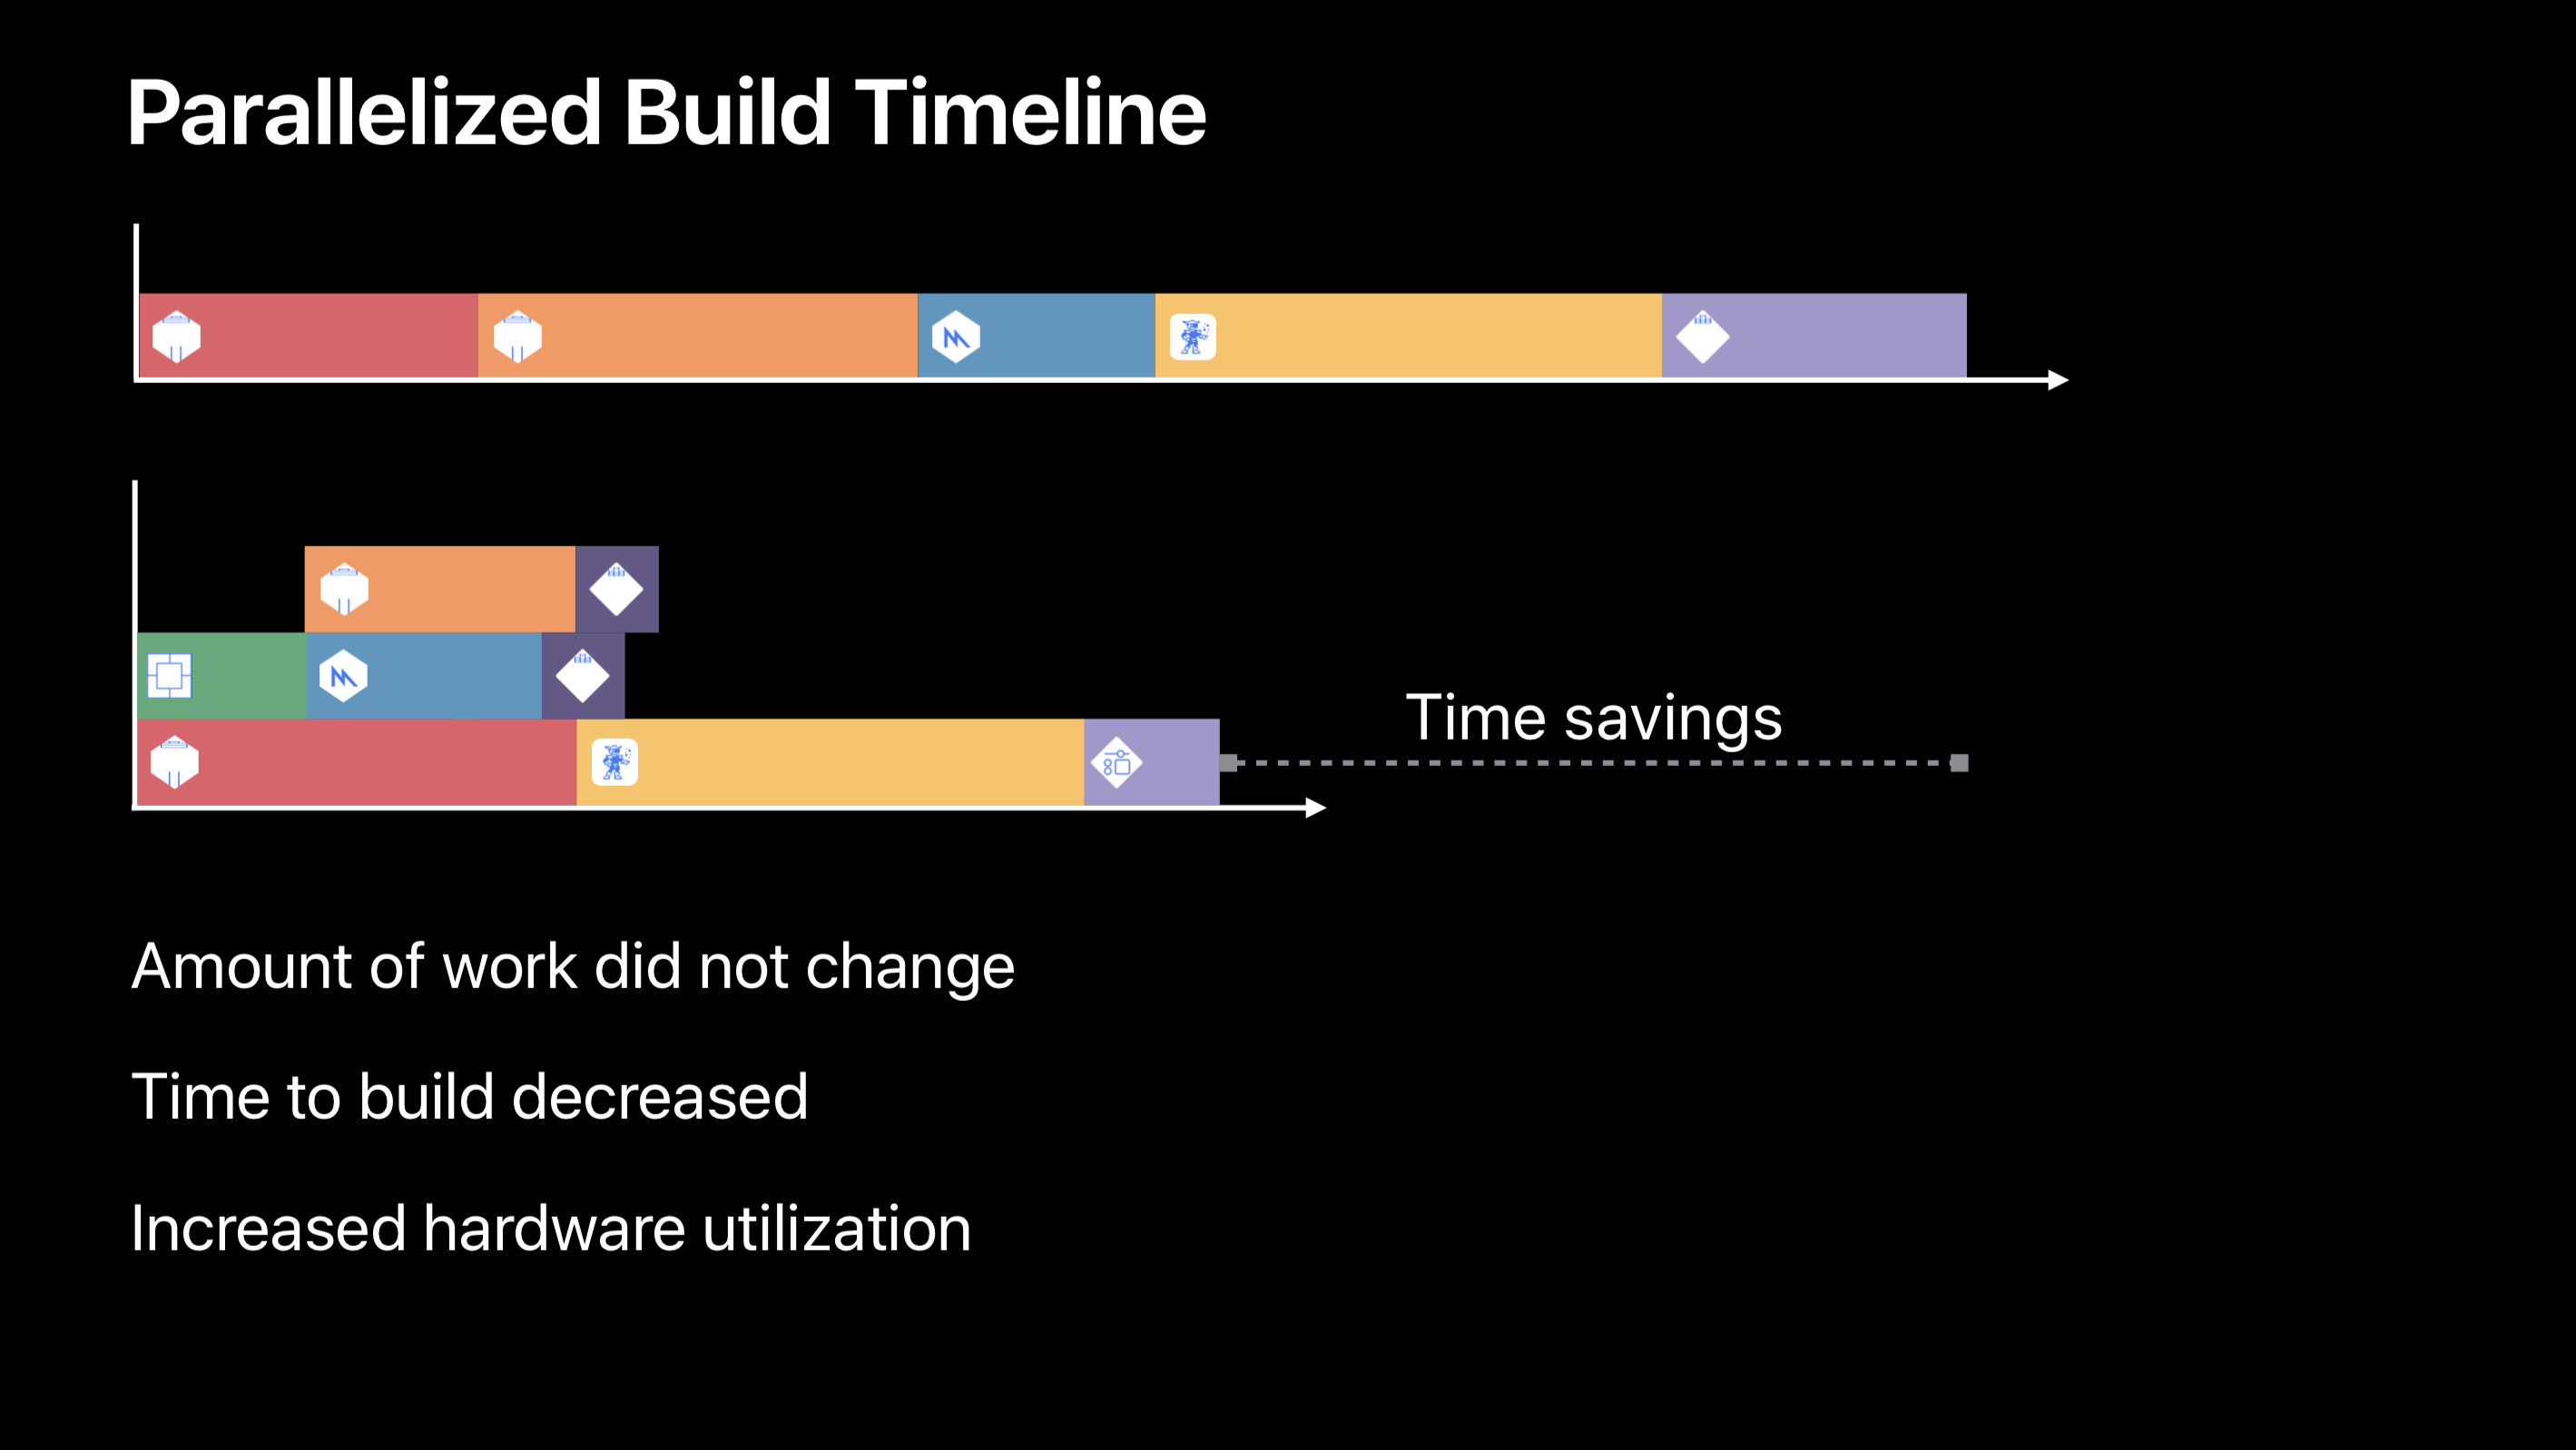 Parallelized Build Timeline
Time savings
Amount of work did not change
Time to build decreased
Increased hardware utilization